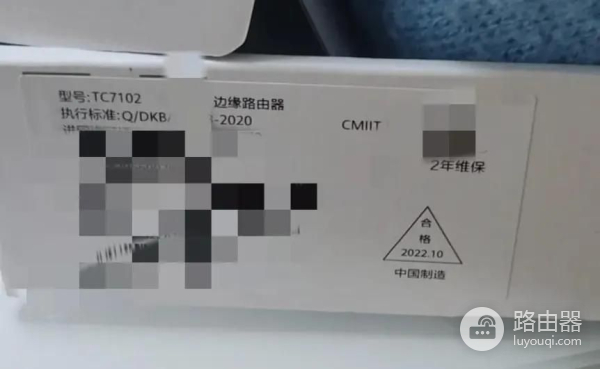 型号:TC7102 边缘路由器
执行标准:Q/DKB/ -2020
CMIIT
2年维保
合
格
2022.10
中国制造
路由器
luyouqi.com